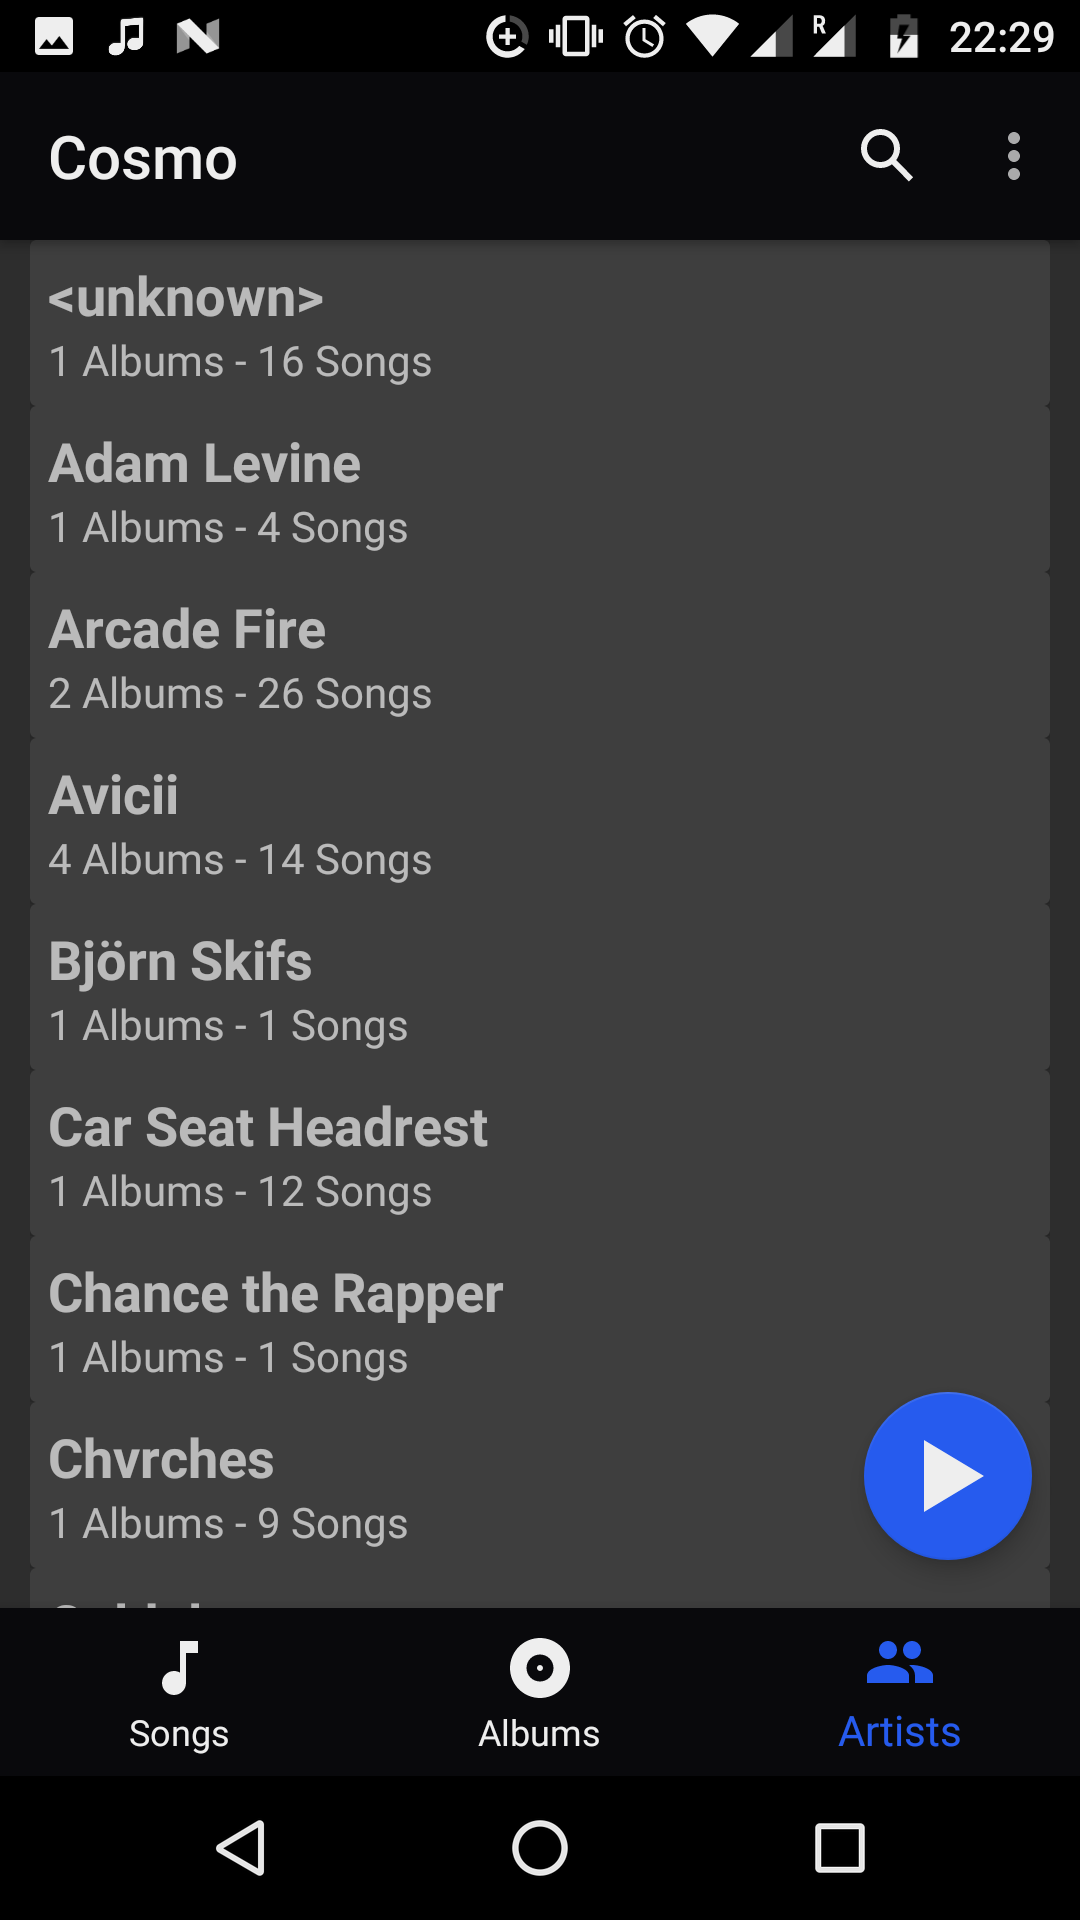 R 22:29
Cosmo
<unknown>
1 Albums - 16 Songs
Adam Levine
1 Albums - 4 Songs
Arcade Fire
2 Albums - 26 Songs
Avicii
4 Albums - 14 Songs
Björn Skifs
1 Albums - 1 Songs
Car Seat Headrest
1 Albums - 12 Songs
Chance the Rapper
1 Albums - 1 Songs
Chvrches
1 Albums - 9 Songs
Songs
Albums
Artists